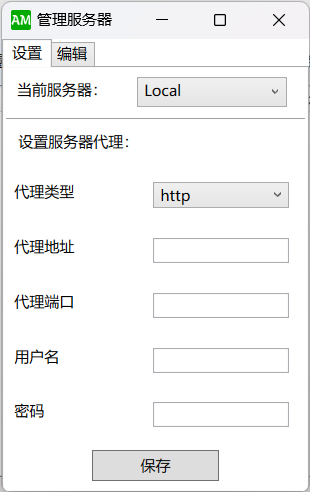 AM 管理服务器
设置 编辑
当前服务器： Local
设置服务器代理：
代理类型 http
代理地址
代理端口
用户名
密码
保存